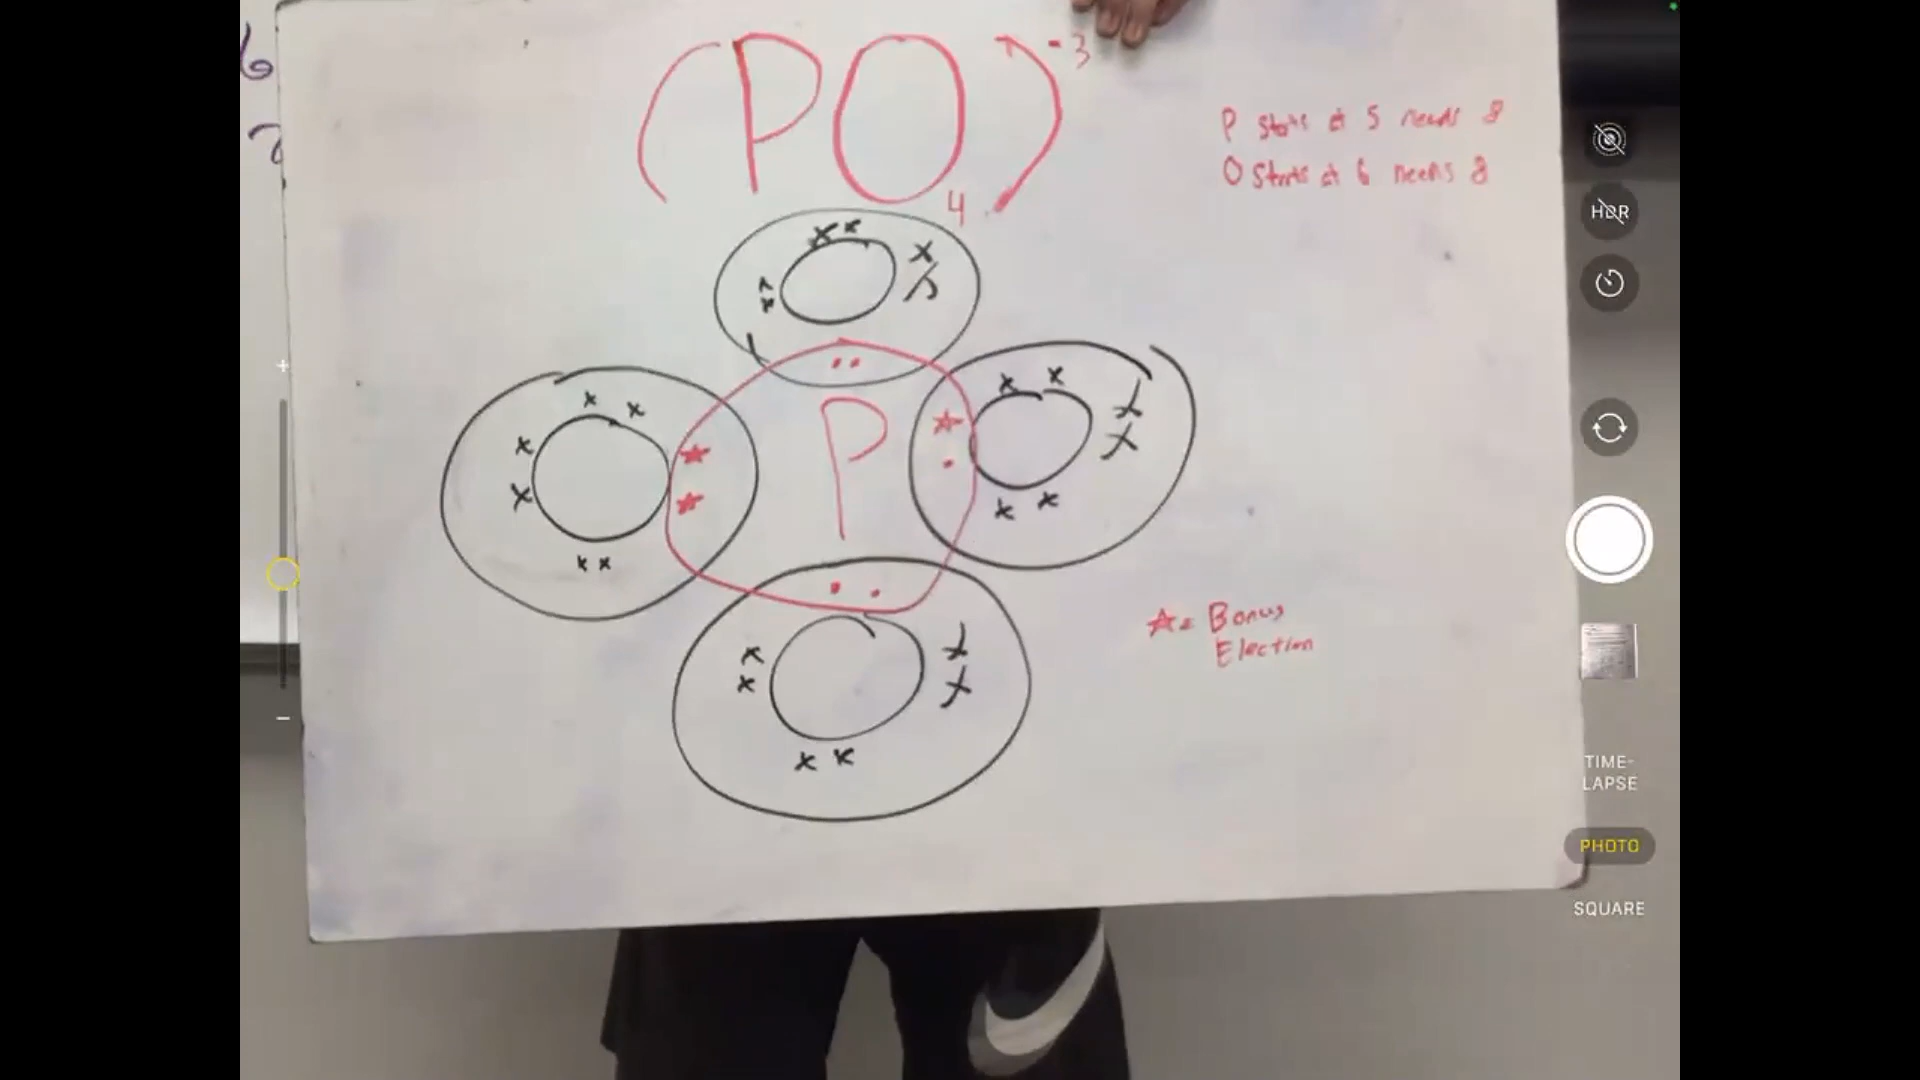 6
(PO₄)⁻³
P starts at 5 needs 8
O starts at 6 needs 8
P
☆ = Bonus
Election
HDR
TIME-
LAPSE
PHOTO
SQUARE